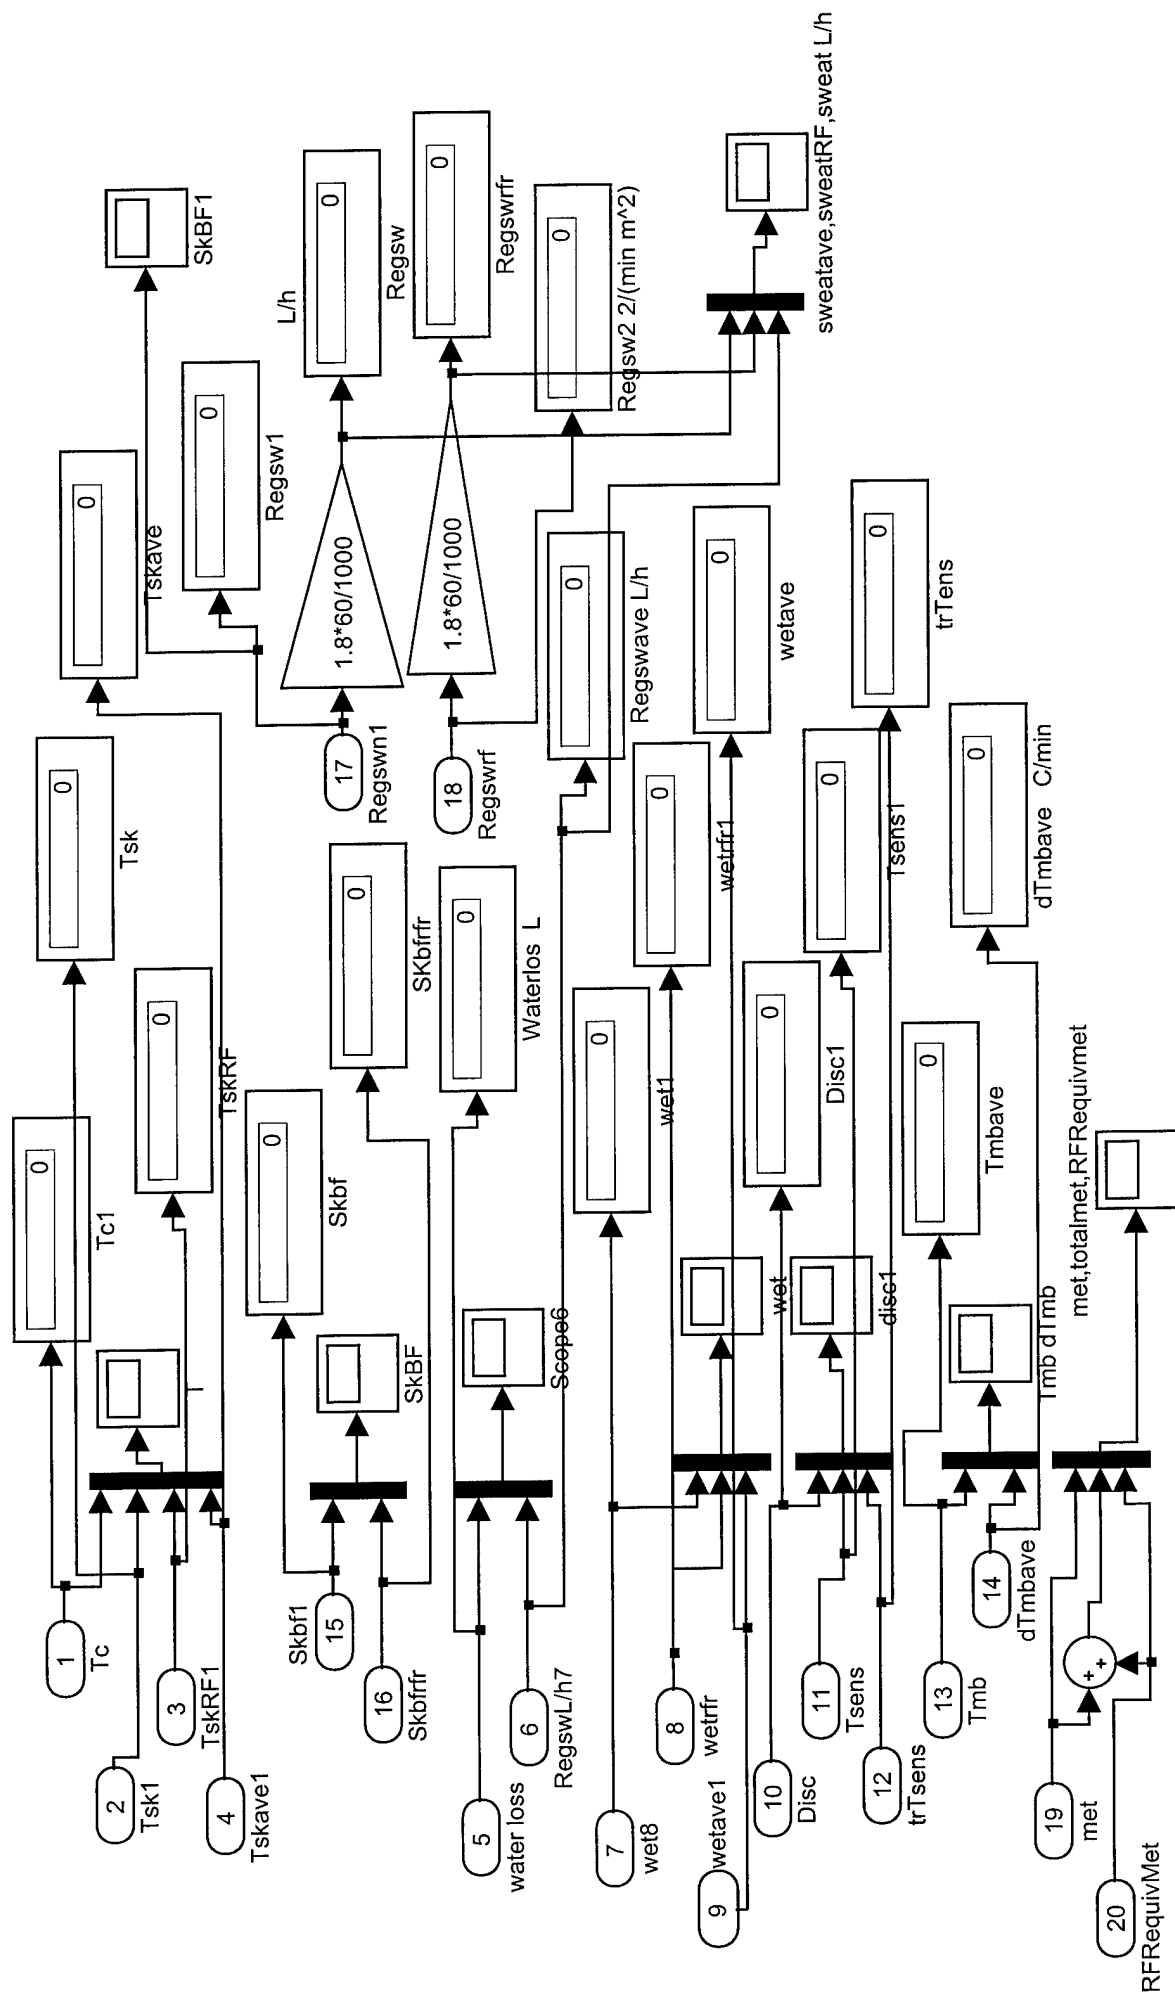 1
Tc
2
Tsk1
3
TskRF1
4
Tskave1
0
Tc1
0
Tsk
0
TskRF
0
Tskave
Skbf1
15
16
Skbfrfr
0
Skbf
SkBF
0
SKbfrfr
17
Regswn1
18
Regswrf
1.8*60/1000
1.8*60/1000
SkBF1
0
Regsw1
L/h
0
Regsw
0
Regswrfr
0
Regsw2 2/(min m^2)
sweatave,sweatRF,sweat L/h
5
water loss
6
RegswL/h7
Scope6
0
Waterlos L
0
Regswave L/h
7
wet8
8
wetrfr
wetave1
9
0
wet1
wet
0
wetrfr1
0
wetave
10
Disc
11
Tsens
12
trTsens
0
Disc1
disc1
0
Tsens1
0
trTens
13
Tmb
14
dTmbave
0
Tmbave
Tmb dTmb
0
dTmbave C/min
19
met
20
RFRequivMet
+
+
met,totalmet,RFRequivmet